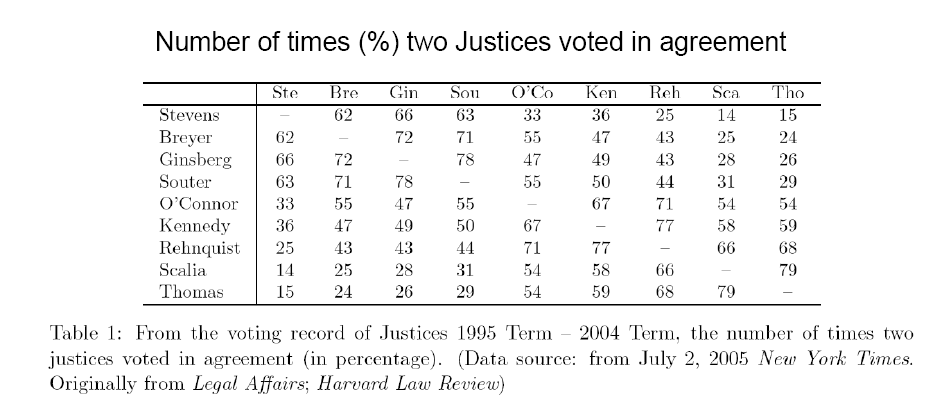 Number of times (%) two Justices voted in agreement
Ste Bre Gin Sou O'Co Ken Reh Sca Tho
Stevens – 62 66 63 33 36 25 14 15
Breyer 62 – 72 71 55 47 43 25 24
Ginsberg 66 72 – 78 47 49 43 28 26
Souter 63 71 78 – 55 50 44 31 29
O'Connor 33 55 47 55 – 67 71 54 54
Kennedy 36 47 49 50 67 – 77 58 59
Rehnquist 25 43 43 44 71 77 – 66 68
Scalia 14 25 28 31 54 58 66 – 79
Thomas 15 24 26 29 54 59 68 79 –
Table 1: From the voting record of Justices 1995 Term – 2004 Term, the number of times two
justices voted in agreement (in percentage). (Data source: from July 2, 2005 New York Times.
Originally from Legal Affairs; Harvard Law Review)